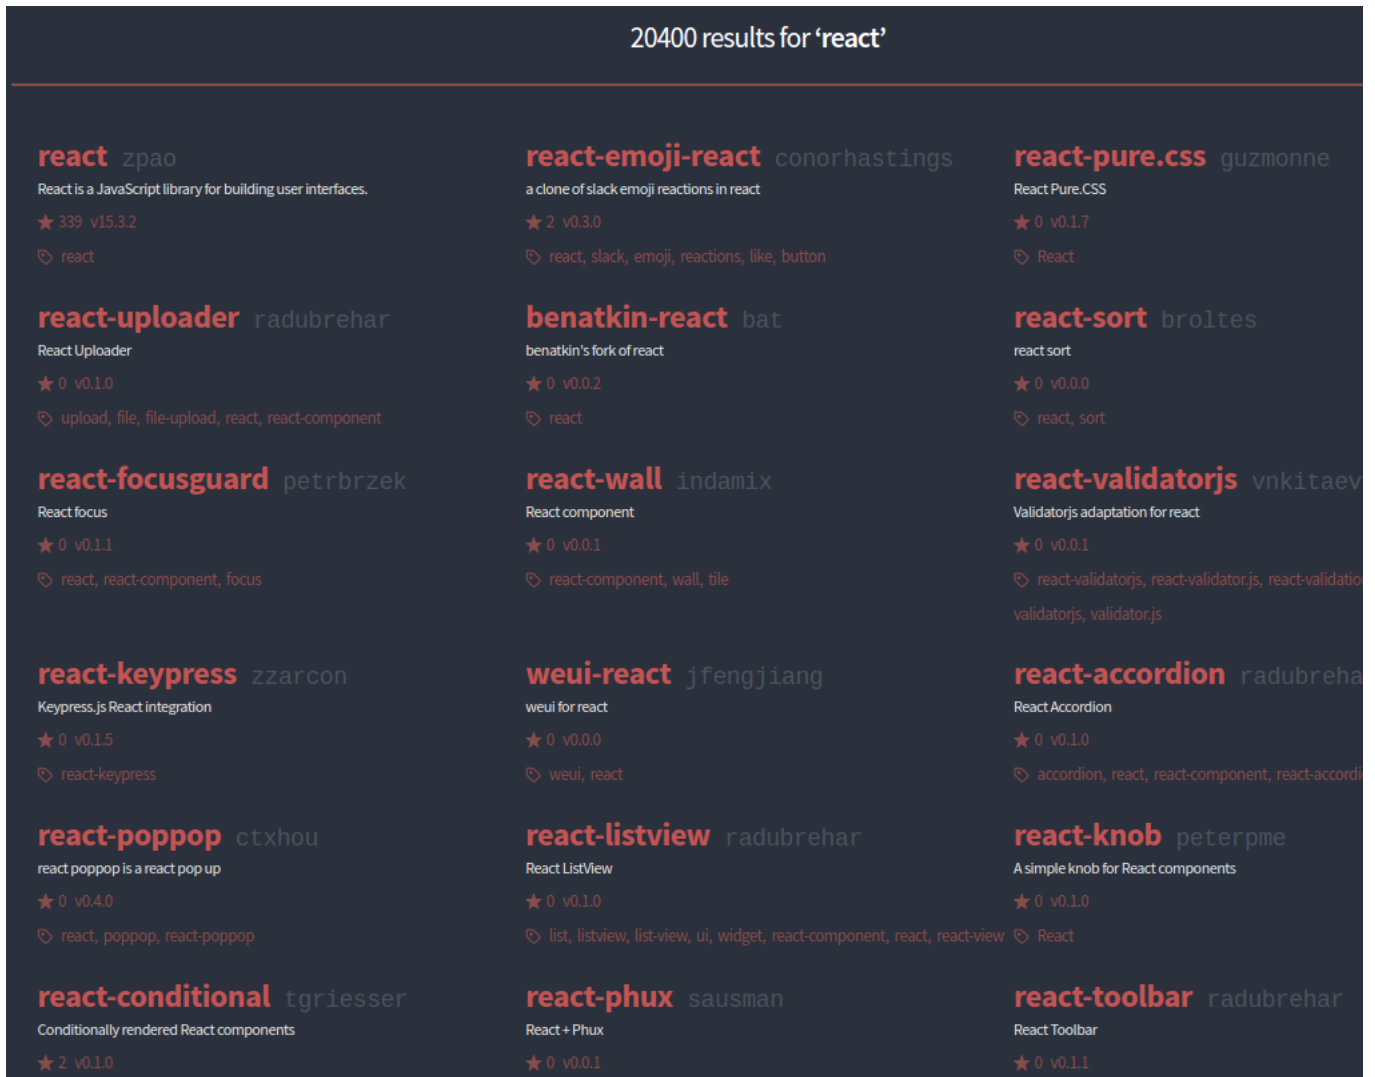 20400 results for ‘react’
react zpao
React is a JavaScript library for building user interfaces.
339 v15.3.2
react
react-emoji-react conorhastings
a clone of slack emoji reactions in react
2 v0.3.0
react, slack, emoji, reactions, like, button
react-pure.css guzmonne
React Pure.CSS
0 v0.1.7
React
react-uploader radubrehar
React Uploader
0 v0.1.0
upload, file, file-upload, react, react-component
benatkin-react bat
benatkin's fork of react
0 v0.0.2
react
react-sort broltes
react sort
0 v0.0.0
react, sort
react-focusguard petrbrzek
React focus
0 v0.1.1
react, react-component, focus
react-wall indamix
React component
0 v0.0.1
react-component, wall, tile
react-validatorjs vnkitaev
Validatorjs adaptation for react
0 v0.0.1
react-validatorjs, react-validator.js, react-validatio
validatorjs, validator.js
react-keypress zzarcon
Keypress.js React integration
0 v0.1.5
react-keypress
weui-react jfengjiang
weui for react
0 v0.0.0
weui, react
react-accordion radubreha
React Accordion
0 v0.1.0
accordion, react, react-component, react-accordi
react-poppop ctxhou
react poppop is a react pop up
0 v0.4.0
react, poppop, react-poppop
react-listview radubrehar
React ListView
0 v0.1.0
list, listview, list-view, ui, widget, react-component, react, react-view
react-knob peterpme
A simple knob for React components
0 v0.1.0
React
react-conditional tgriesser
Conditionally rendered React components
2 v0.1.0
react-phux sausman
React + Phux
0 v0.0.1
react-toolbar radubrehar
React Toolbar
0 v0.1.1